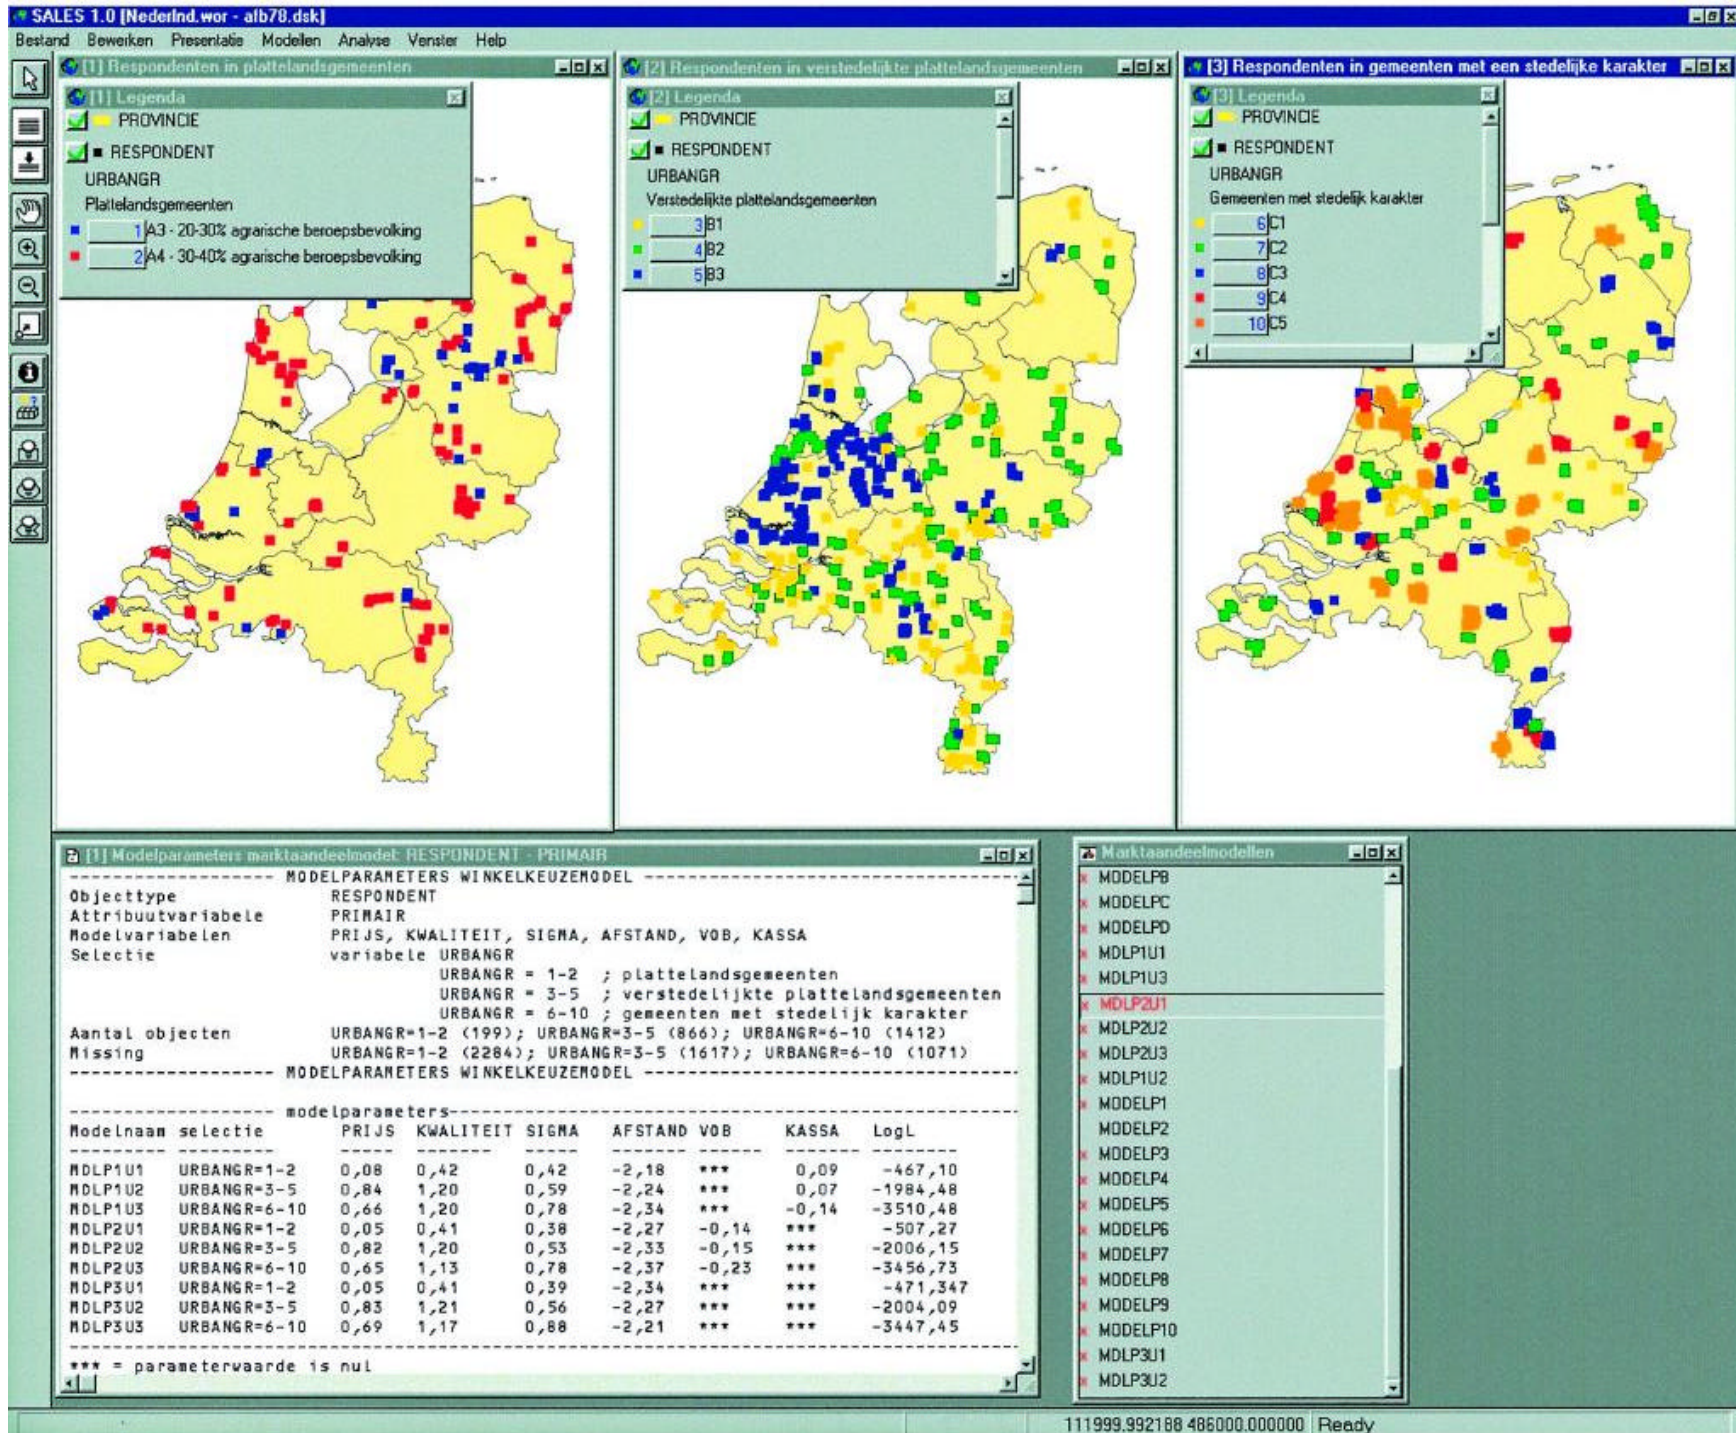 SALES 1.0 [Nederlnd.wor - afb78.dsk]
Bestand Bewerken Presentatie Modellen Analyse Venster Help
[1] Respondenten in plattelandsgemeenten
[1] Legenda
PROVINCIE
RESPONDENT
URBANGR
Plattelandsgemeenten
1 A3 - 20-30% agrarische beroepsbevolking
2 A4 - 30-40% agrarische beroepsbevolking
[2] Respondenten in verstedelijkte plattelandsgemeenten
[2] Legenda
PROVINCIE
RESPONDENT
URBANGR
Verstedelijkte plattelandsgemeenten
3 B1
4 B2
5 B3
[3] Respondenten in gemeenten met een stedelijke karakter
[3] Legenda
PROVINCIE
RESPONDENT
URBANGR
Gemeenten met stedelijk karakter
6 C1
7 C2
8 C3
9 C4
10 C5
[1] Modelparameters marktaandeelmodel: RESPONDENT - PRIMAIR
------------------- MODELPARAMETERS WINKELKEUZEMODEL -----------------------------------
Objecttype RESPONDENT
Attribuutvariabele PRIMAIR
Modelvariabelen PRIJS, KWALITEIT, SIGMA, AFSTAND, VOB, KASSA
Selectie variabele URBANGR
URBANGR = 1-2 ; plattelandsgemeenten
URBANGR = 3-5 ; verstedelijkte plattelandsgemeenten
URBANGR = 6-10 ; gemeenten met stedelijk karakter
Aantal objecten URBANGR=1-2 (199); URBANGR=3-5 (866); URBANGR=6-10 (1412)
Missing URBANGR=1-2 (2284); URBANGR=3-5 (1617); URBANGR=6-10 (1071)
------------------- MODELPARAMETERS WINKELKEUZEMODEL -----------------------------------
------------------- modelparameters-----------------------------------------------------
Modelnaam selectie PRIJS KWALITEIT SIGMA AFSTAND VOB KASSA LogL
MDLP1U1 URBANGR=1-2 0,08 0,42 0,42 -2,18 *** 0,09 -467,10
MDLP1U2 URBANGR=3-5 0,84 1,20 0,59 -2,24 *** 0,07 -1984,48
MDLP1U3 URBANGR=6-10 0,66 1,20 0,78 -2,34 *** -0,14 -3510,48
MDLP2U1 URBANGR=1-2 0,05 0,41 0,38 -2,27 -0,14 *** -507,27
MDLP2U2 URBANGR=3-5 0,82 1,20 0,53 -2,33 -0,15 *** -2006,15
MDLP2U3 URBANGR=6-10 0,65 1,13 0,78 -2,37 -0,23 *** -3456,73
MDLP3U1 URBANGR=1-2 0,05 0,41 0,39 -2,34 *** *** -471,347
MDLP3U2 URBANGR=3-5 0,83 1,21 0,56 -2,27 *** *** -2004,09
MDLP3U3 URBANGR=6-10 0,69 1,17 0,88 -2,21 *** *** -3447,45
*** = parameterwaarde is nul
Marktaandeelmodellen
MODELPB
MODELPC
MODELPD
MDLP1U1
MDLP1U3
MDLP2U1
MDLP2U2
MDLP2U3
MDLP1U2
MODELP1
MODELP2
MODELP3
MODELP4
MODELP5
MODELP6
MODELP7
MODELP8
MODELP9
MODELP10
MDLP3U1
MDLP3U2
111999.992188 486000.000000 Ready